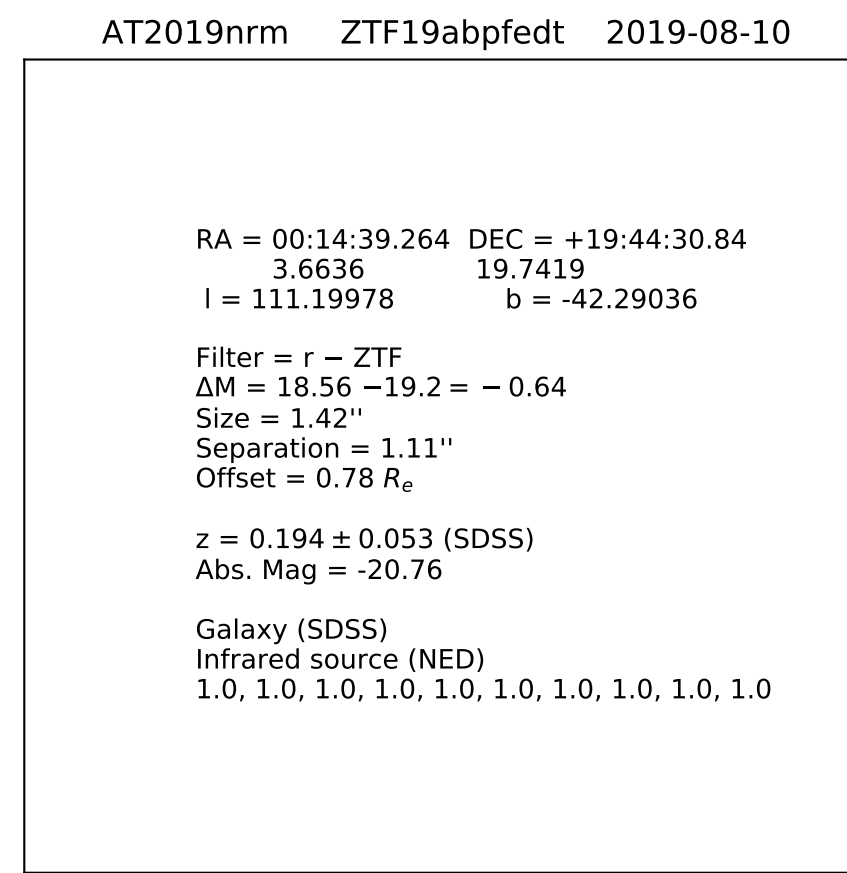 AT2019nrm ZTF19abpfedt 2019-08-10
RA = 00:14:39.264 DEC = +19:44:30.84
3.6636 19.7419
l = 111.19978 b = -42.29036
Filter = r − ZTF
ΔM = 18.56 −19.2 = − 0.64
Size = 1.42''
Separation = 1.11''
Offset = 0.78 Re
z = 0.194 ± 0.053 (SDSS)
Abs. Mag = -20.76
Galaxy (SDSS)
Infrared source (NED)
1.0, 1.0, 1.0, 1.0, 1.0, 1.0, 1.0, 1.0, 1.0, 1.0